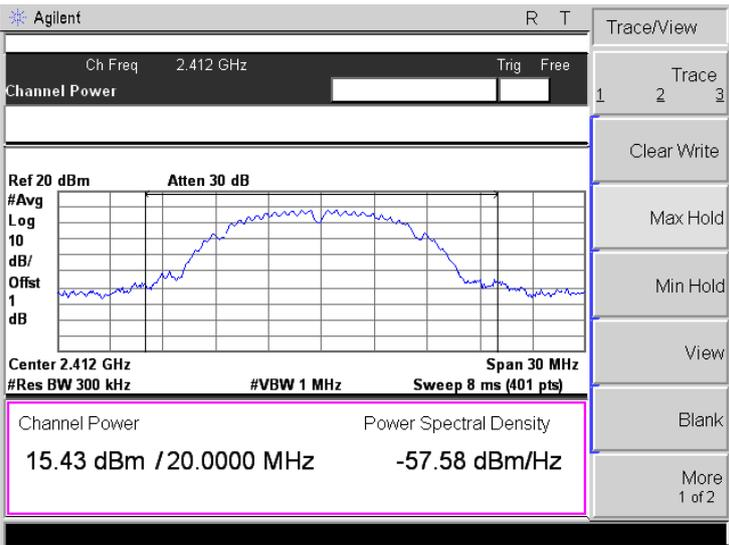 Agilent R T
Trace/View
Ch Freq 2.412 GHz Trig Free
Channel Power
Trace
1 2 3
Clear Write
Max Hold
Min Hold
View
Blank
More
1 of 2
Ref 20 dBm Atten 30 dB
#Avg
Log
10
dB/
Offst
1
dB
Center 2.412 GHz Span 30 MHz
#Res BW 300 kHz #VBW 1 MHz Sweep 8 ms (401 pts)
Channel Power Power Spectral Density
15.43 dBm / 20.0000 MHz -57.58 dBm/Hz